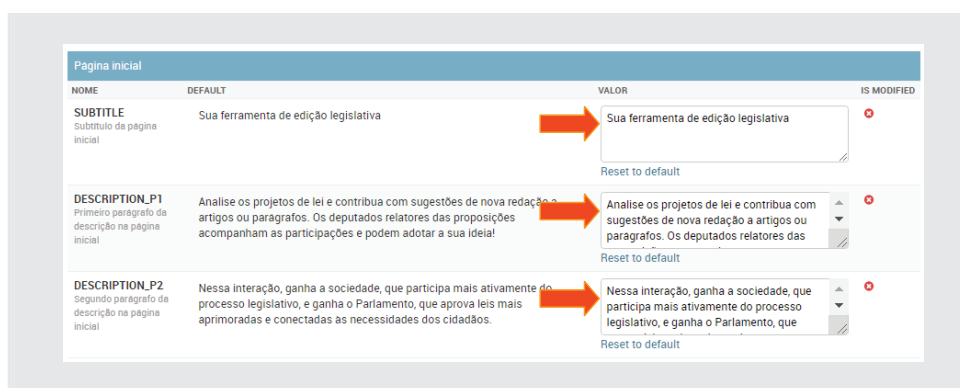 Página inicial
NOME DEFAULT VALOR IS MODIFIED
SUBTITLE
Subtítulo da página
inicial
Sua ferramenta de edição legislativa
Sua ferramenta de edição legislativa
Reset to default
DESCRIPTION_P1
Primeiro parágrafo da
descrição na página
inicial
Analise os projetos de lei e contribua com sugestões de nova redação a
artigos ou paragrafos. Os deputados relatores das proposições
acompanham as participações e podem adotar a sua ideia!
Analise os projetos de lei e contribua com
sugestões de nova redação a artigos ou
paragrafos. Os deputados relatores das
Reset to default
DESCRIPTION_P2
Segundo parágrafo da
descrição na página
inicial
Nessa interação, ganha a sociedade, que participa mais ativamente do
processo legislativo, e ganha o Parlamento, que aprova leis mais
aprimoradas e conectadas às necessidades dos cidadãos.
Nessa interação, ganha a sociedade, que
participa mais ativamente do processo
legislativo, e ganha o Parlamento, que
Reset to default